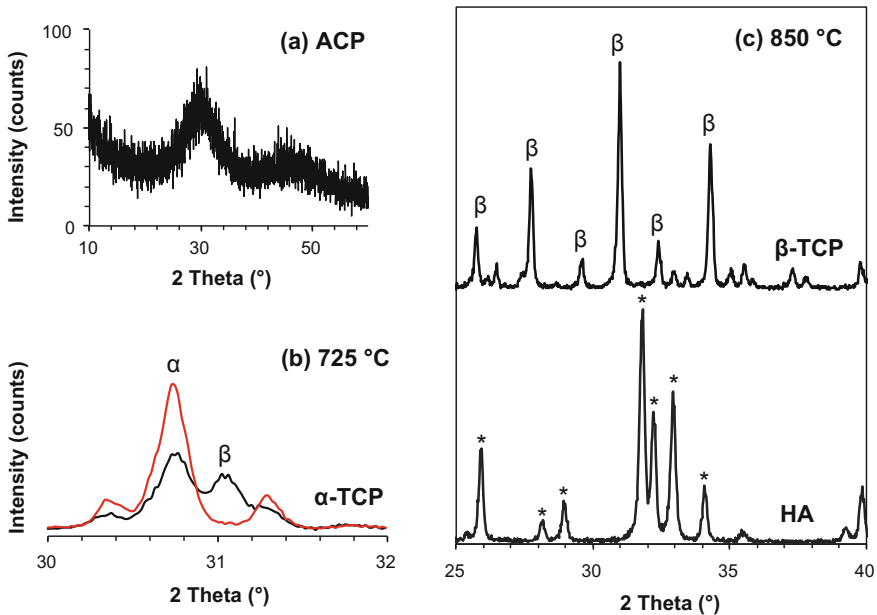 (a) ACP
Intensity (counts)
100
50
0
10
30
50
2 Theta (°)
(b) 725 °C
Intensity (counts)
α
β
α-TCP
30
31
32
2 Theta (°)
(c) 850 °C
β
β
β
β
β
β
β-TCP
*
*
*
*
*
*
*
HA
25
30
35
40
2 Theta (°)